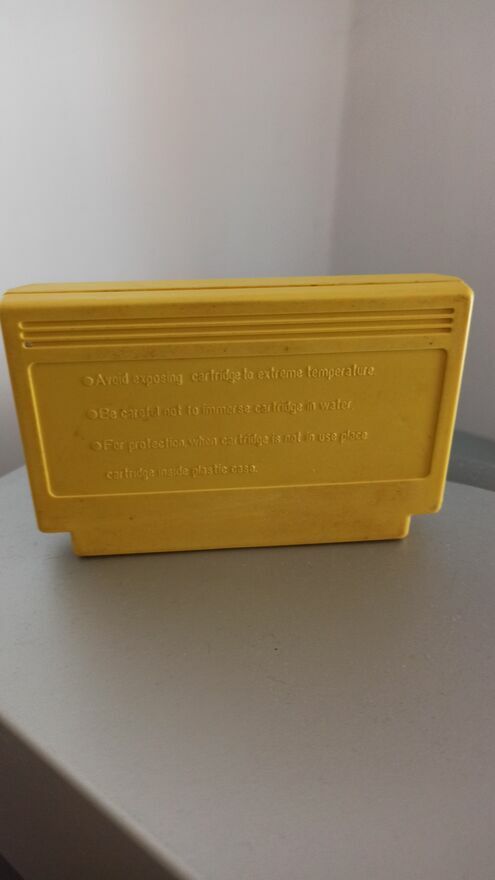 ○Avoid exposing cartridge to extreme temperature.
○Be careful not to immerse cartridge in water.
○For protection, when cartridge is not in use place
cartridge inside plastic case.